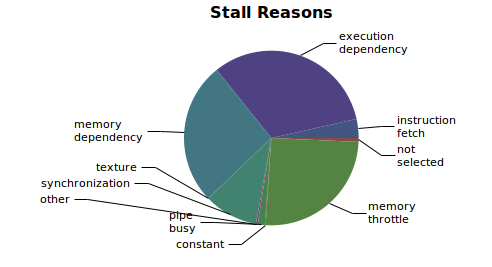 Stall Reasons
execution
dependency
instruction
fetch
not
selected
memory
dependency
texture
synchronization
other
pipe
busy
constant
memory
throttle